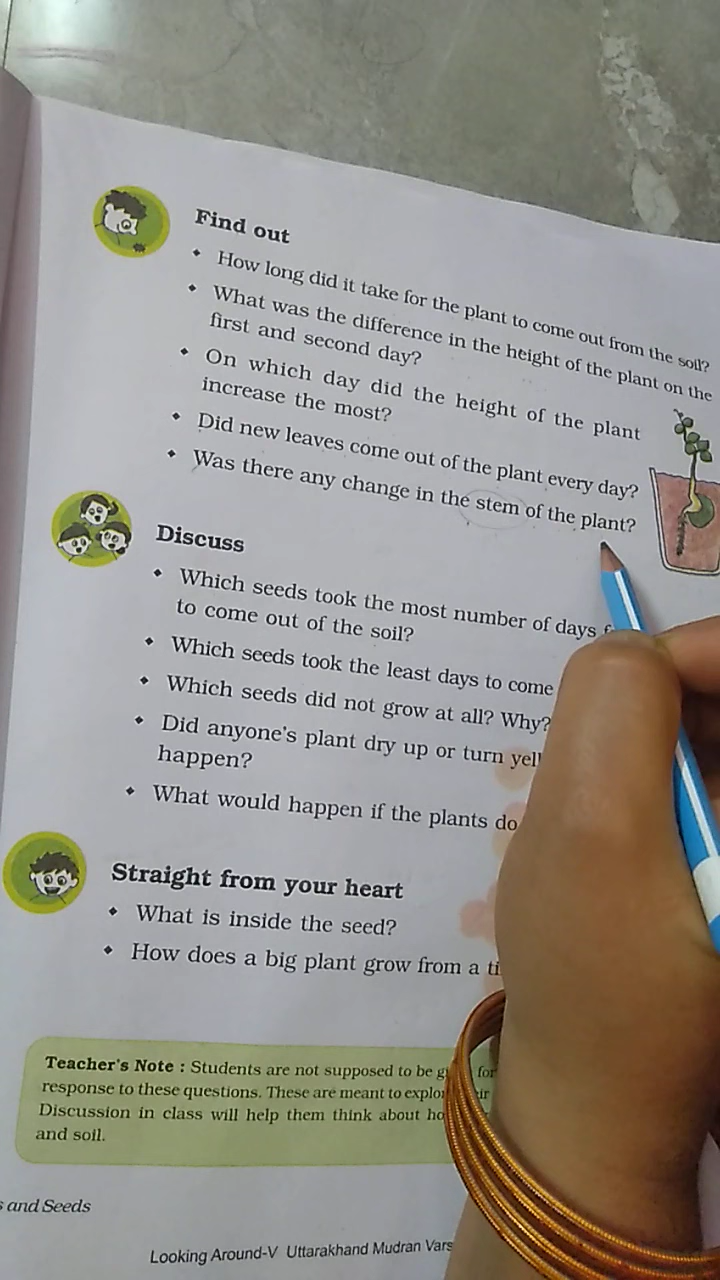 Find out
How long did it take for the plant to come out from the soil?
What was the difference in the height of the plant on the
first and second day?
On which day did the height of the plant
increase the most?
Did new leaves come out of the plant every day?
Was there any change in the stem of the plant?
Discuss
Which seeds took the most number of days
to come out of the soil?
Which seeds took the least days to come
Which seeds did not grow at all? Why?
Did anyone's plant dry up or turn
happen?
What would happen if the plants do
Straight from your heart
What is inside the seed?
How does a big plant grow from a
Teacher's Note : Students are not supposed to be for
response to these questions. These are meant to
Discussion in class will help them think about
and soil.
and Seeds
Looking Around-V Uttarakhand Mudran